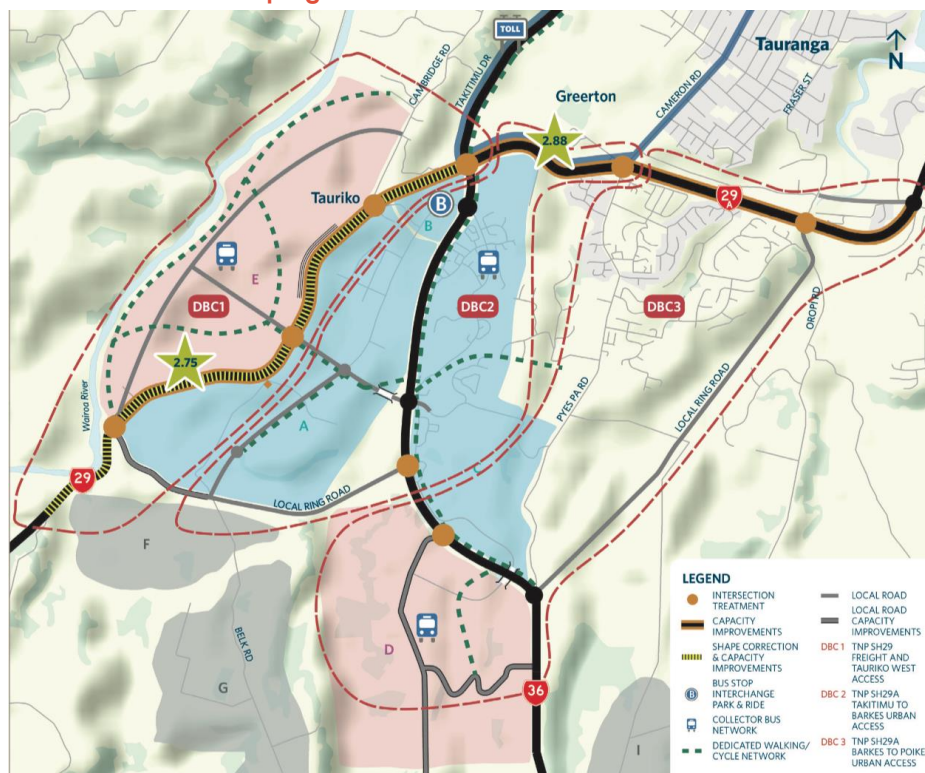 TOLL
Tauranga
N
CAMBRIDGE RD
TAKITIMU DR
Greerton
CAMERON RD
FRASER ST
2.88
29
A
Tauriko
B
B
E
DBC1
DBC2
DBC3
2.75
OROPI RD
Wairoa River
PYES PA RD
LOCAL RING ROAD
A
C
29
LOCAL RING ROAD
F
BELK RD
G
D
36
I
LEGEND
INTERSECTION
TREATMENT
CAPACITY
IMPROVEMENTS
SHAPE CORRECTION
& CAPACITY
IMPROVEMENTS
BUS STOP
INTERCHANGE
PARK & RIDE
B
COLLECTOR BUS
NETWORK
DEDICATED WALKING/
CYCLE NETWORK
LOCAL ROAD
LOCAL ROAD
CAPACITY
IMPROVEMENTS
DBC 1 TNP SH29
FREIGHT AND
TAURIKO WEST
ACCESS
DBC 2 TNP SH29A
TAKITIMU TO
BARKES URBAN
ACCESS
DBC 3 TNP SH29A
BARKES TO POIKE
URBAN ACCESS